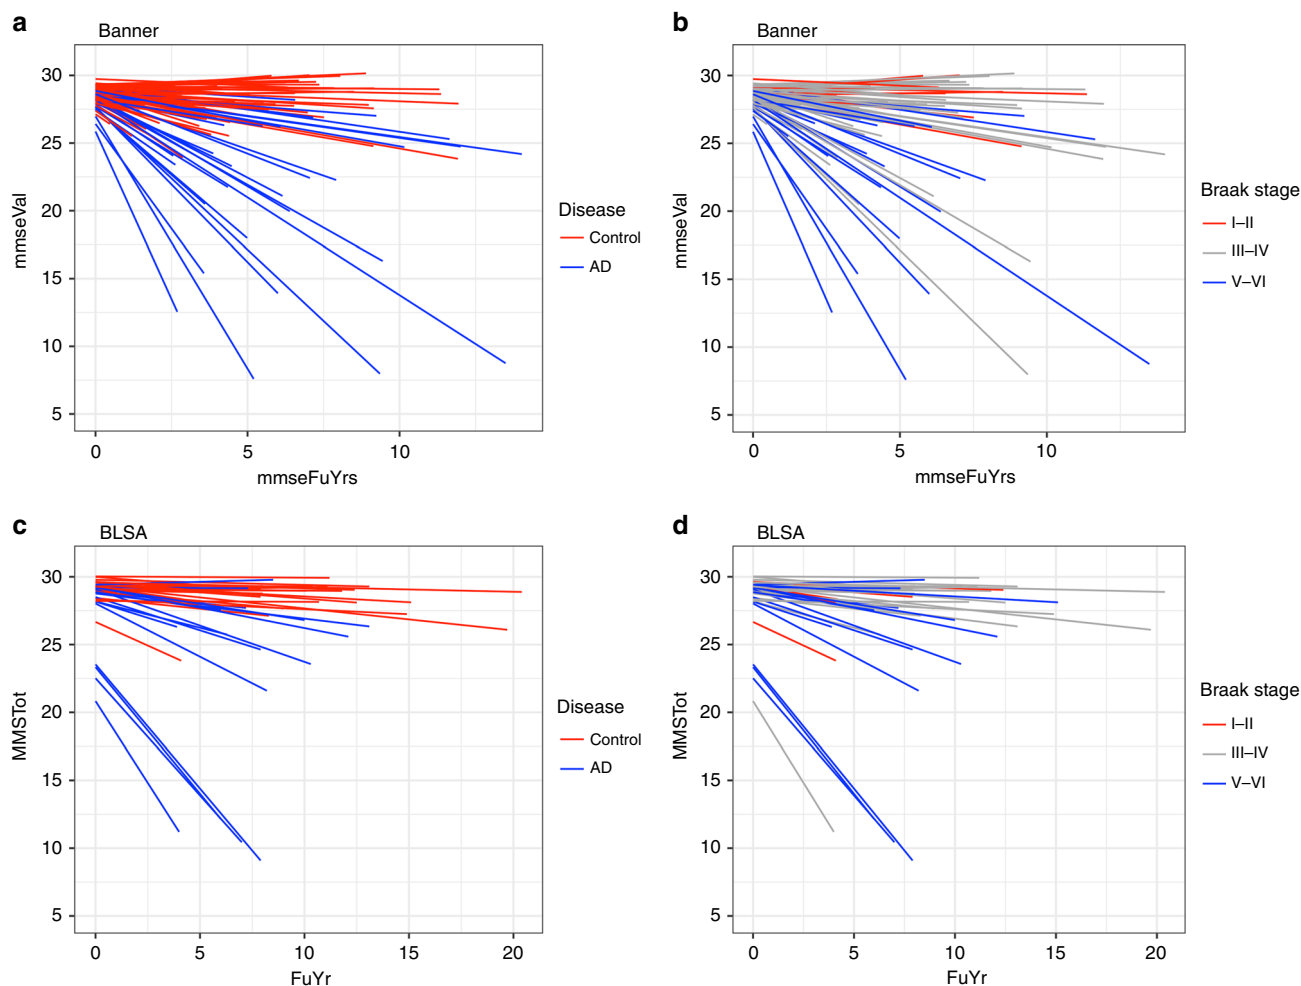 a
Banner
30
25
20
15
10
5
mmseVal
0
5
10
mmseFuYrs
Disease
Control
AD
b
Banner
30
25
20
15
10
5
mmseVal
0
5
10
mmseFuYrs
Braak stage
I–II
III–IV
V–VI
c
BLSA
30
25
20
15
10
5
MMSTot
0
5
10
15
20
FuYr
Disease
Control
AD
d
BLSA
30
25
20
15
10
5
MMSTot
0
5
10
15
20
FuYr
Braak stage
I–II
III–IV
V–VI